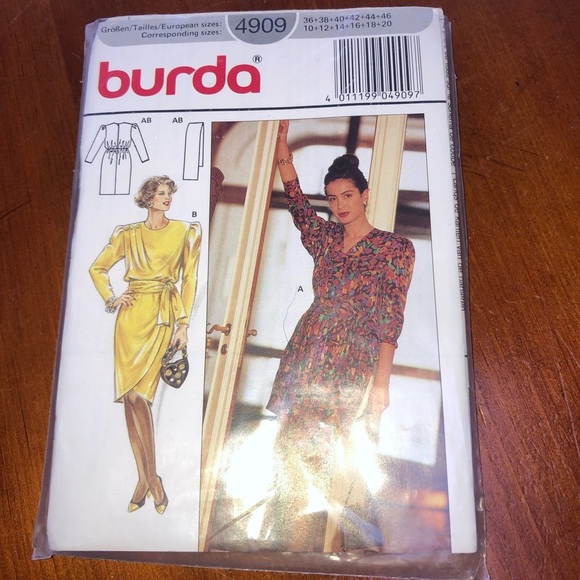 Größen/Tailles/European sizes:
Corresponding sizes:
4909
36+38+40+42+44+46
10+12+14+16+18+20
burda®
4 011199 049097
AB
AB
B
A